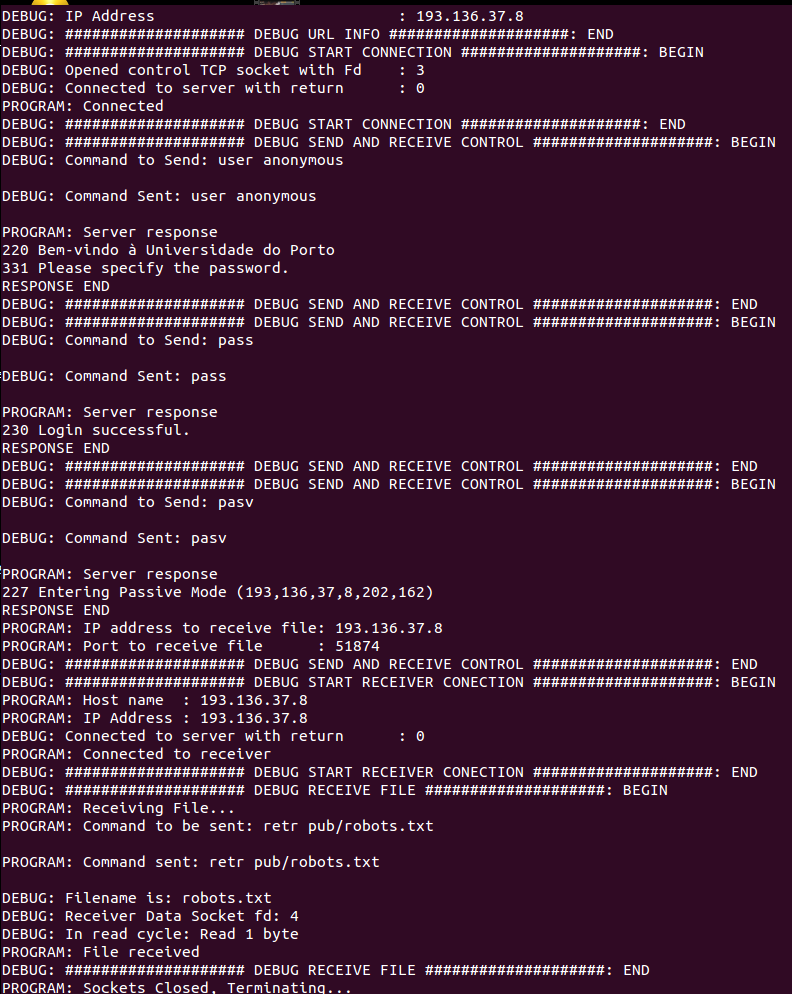 DEBUG: IP Address                           : 193.136.37.8
DEBUG: #################### DEBUG URL INFO ####################: END
DEBUG: #################### DEBUG START CONNECTION ####################: BEGIN
DEBUG: Opened control TCP socket with Fd    : 3
DEBUG: Connected to server with return      : 0
PROGRAM: Connected
DEBUG: #################### DEBUG START CONNECTION ####################: END
DEBUG: #################### DEBUG SEND AND RECEIVE CONTROL ####################: BEGIN
DEBUG: Command to Send: user anonymous
DEBUG: Command Sent: user anonymous
PROGRAM: Server response
220 Bem-vindo à Universidade do Porto
331 Please specify the password.
RESPONSE END
DEBUG: #################### DEBUG SEND AND RECEIVE CONTROL ####################: END
DEBUG: #################### DEBUG SEND AND RECEIVE CONTROL ####################: BEGIN
DEBUG: Command to Send: pass
DEBUG: Command Sent: pass
PROGRAM: Server response
230 Login successful.
RESPONSE END
DEBUG: #################### DEBUG SEND AND RECEIVE CONTROL ####################: END
DEBUG: #################### DEBUG SEND AND RECEIVE CONTROL ####################: BEGIN
DEBUG: Command to Send: pasv
DEBUG: Command Sent: pasv
PROGRAM: Server response
227 Entering Passive Mode (193,136,37,8,202,162)
RESPONSE END
PROGRAM: IP address to receive file: 193.136.37.8
PROGRAM: Port to receive file      : 51874
DEBUG: #################### DEBUG SEND AND RECEIVE CONTROL ####################: END
DEBUG: #################### DEBUG START RECEIVER CONECTION ####################: BEGIN
PROGRAM: Host name  : 193.136.37.8
PROGRAM: IP Address : 193.136.37.8
DEBUG: Connected to server with return      : 0
PROGRAM: Connected to receiver
DEBUG: #################### DEBUG START RECEIVER CONECTION ####################: END
DEBUG: #################### DEBUG RECEIVE FILE ####################: BEGIN
PROGRAM: Receiving File...
PROGRAM: Command to be sent: retr pub/robots.txt
PROGRAM: Command sent: retr pub/robots.txt
DEBUG: Filename is: robots.txt
DEBUG: Receiver Data Socket fd: 4
DEBUG: In read cycle: Read 1 byte
PROGRAM: File received
DEBUG: #################### DEBUG RECEIVE FILE ####################: END
PROGRAM: Sockets Closed, Terminating...